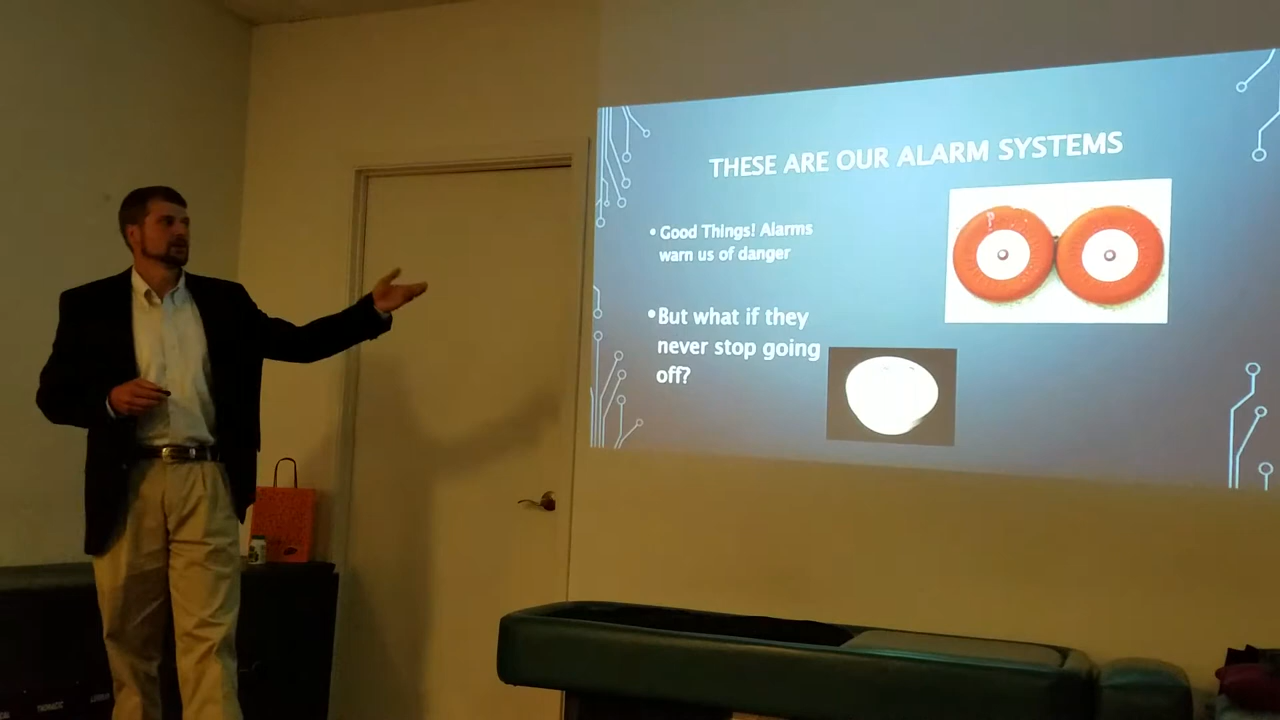 THESE ARE OUR ALARM SYSTEMS
• Good Things! Alarms
warn us of danger
• But what if they
never stop going
off?
THORACIC